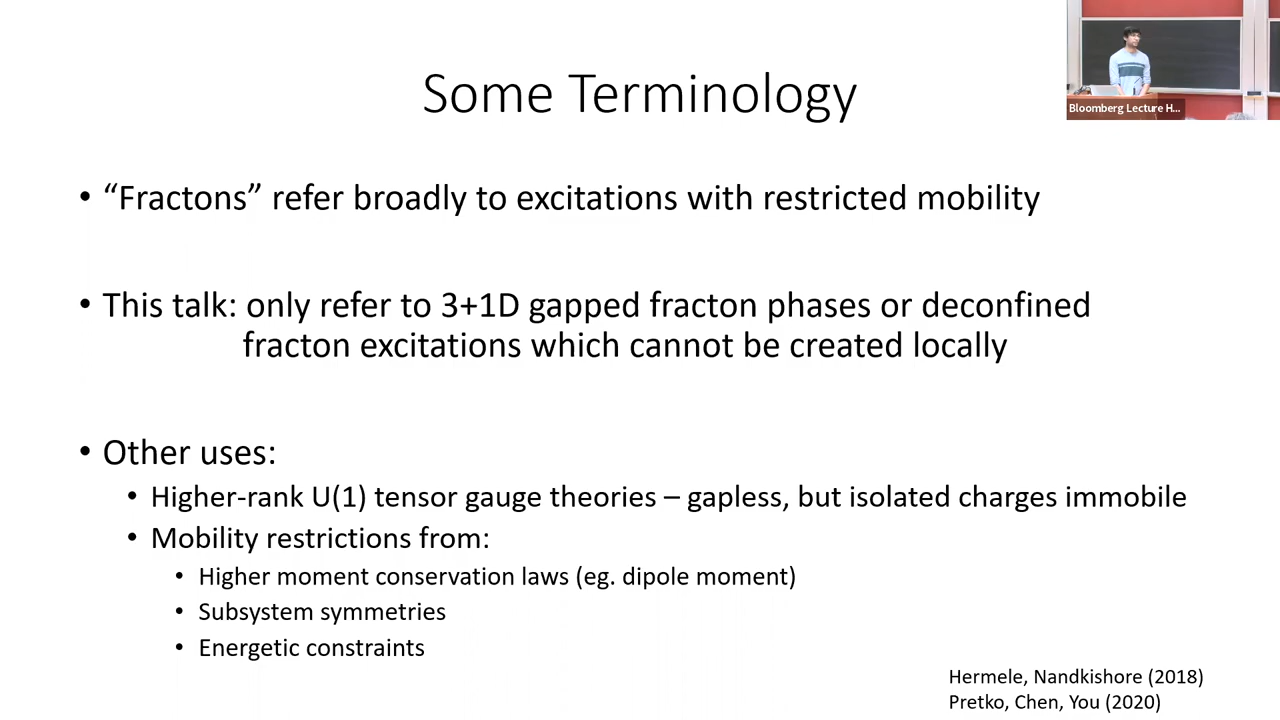 Some Terminology
Bloomberg Lecture H...
• “Fractons” refer broadly to excitations with restricted mobility
• This talk: only refer to 3+1D gapped fracton phases or deconfined
fracton excitations which cannot be created locally
• Other uses:
• Higher-rank U(1) tensor gauge theories – gapless, but isolated charges immobile
• Mobility restrictions from:
• Higher moment conservation laws (eg. dipole moment)
• Subsystem symmetries
• Energetic constraints
Hermele, Nandkishore (2018)
Pretko, Chen, You (2020)